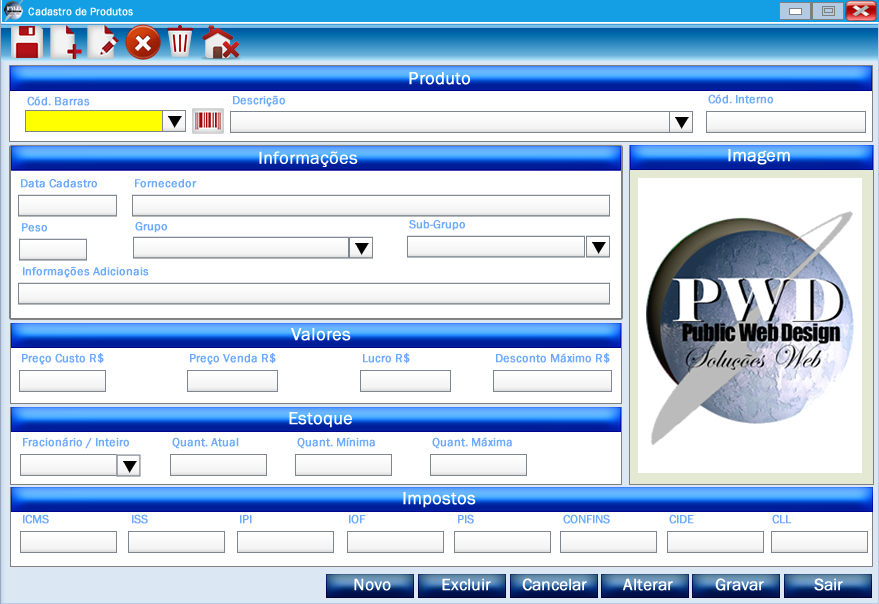 Cadastro de Produtos
Produto
Cód. Barras Descrição Cód. Interno
Informações
Imagem
Data Cadastro Fornecedor
Peso Grupo Sub-Grupo
Informações Adicionais
PWD
Public Web Design
Soluções Web
Valores
Preço Custo R$ Preço Venda R$ Lucro R$ Desconto Máximo R$
Estoque
Fracionário / Inteiro Quant. Atual Quant. Mínima Quant. Máxima
Impostos
ICMS ISS IPI IOF PIS CONFINS CIDE CLL
Novo Excluir Cancelar Alterar Gravar Sair